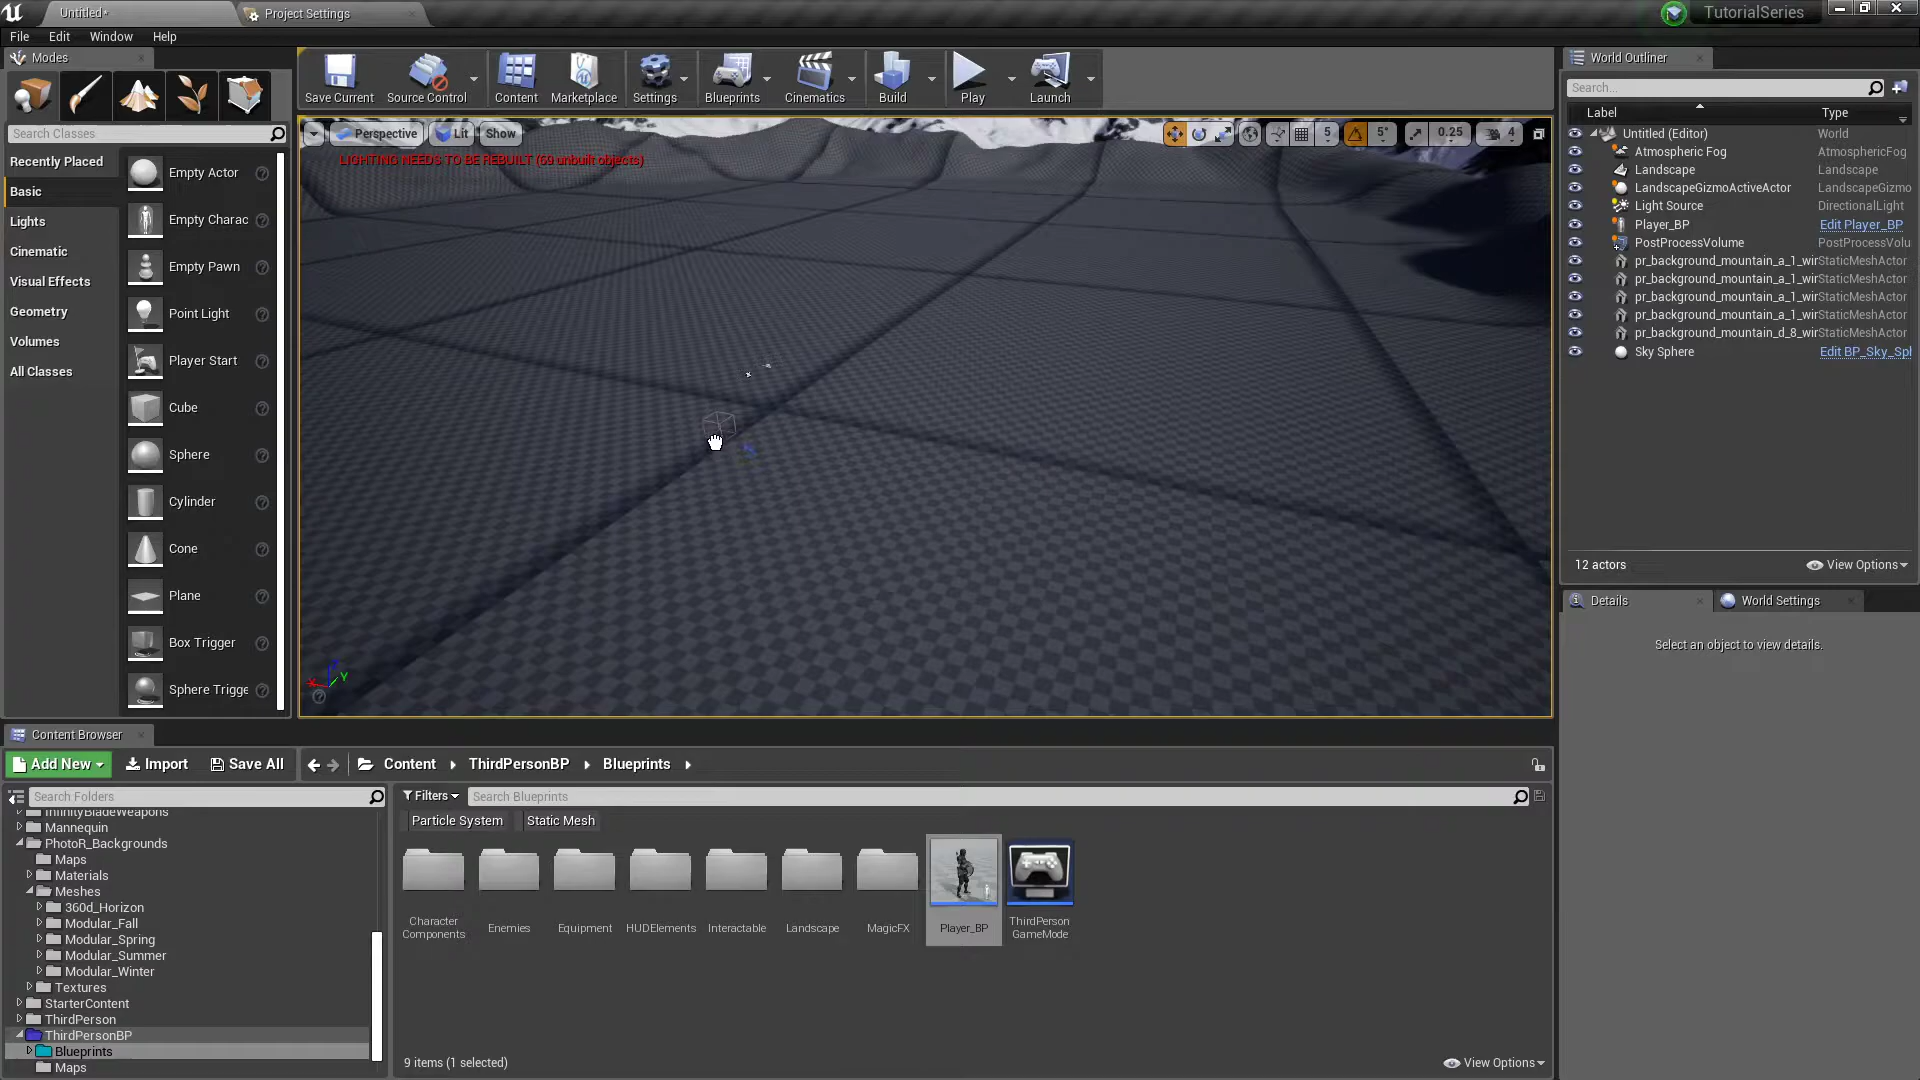 Untitled*
Project Settings
TutorialSeries
File
Edit
Window
Help
Modes
Save Current
Source Control
Content
Marketplace
Settings
Blueprints
Cinematics
Build
Play
Launch
World Outliner
Search...
Label
Type
Search Classes
Perspective
Lit
Show
5
5°
0.25
4
LIGHTING NEEDS TO BE REBUILT (69 unbuilt objects)
Recently Placed
Basic
Lights
Cinematic
Visual Effects
Geometry
Volumes
All Classes
Empty Actor
Empty Charac
Empty Pawn
Point Light
Player Start
Cube
Sphere
Cylinder
Cone
Plane
Box Trigger
Sphere Trigge
X
Y
Untitled (Editor) World
Atmospheric Fog AtmosphericFog
Landscape Landscape
LandscapeGizmoActiveActor LandscapeGizmo
Light Source DirectionalLight
Player_BP Edit Player_BP
PostProcessVolume PostProcessVolu
pr_background_mountain_a_1_wir StaticMeshActor
pr_background_mountain_a_1_wir StaticMeshActor
pr_background_mountain_a_1_wir StaticMeshActor
pr_background_mountain_a_1_wir StaticMeshActor
pr_background_mountain_d_8_wir StaticMeshActor
Sky Sphere Edit BP_Sky_Spl
12 actors
View Options
Details
World Settings
Select an object to view details.
Content Browser
Add New
Import
Save All
Content
ThirdPersonBP
Blueprints
Search Folders
Filters
Search Blueprints
Particle System
Static Mesh
InfinityBladeWeapons
Mannequin
PhotoR_Backgrounds
Maps
Materials
Meshes
360d_Horizon
Modular_Fall
Modular_Spring
Modular_Summer
Modular_Winter
Textures
StarterContent
ThirdPerson
ThirdPersonBP
Blueprints
Maps
Character
Components
Enemies
Equipment
HUDElements
Interactable
Landscape
MagicFX
Player_BP
ThirdPerson
GameMode
9 items (1 selected)
View Options